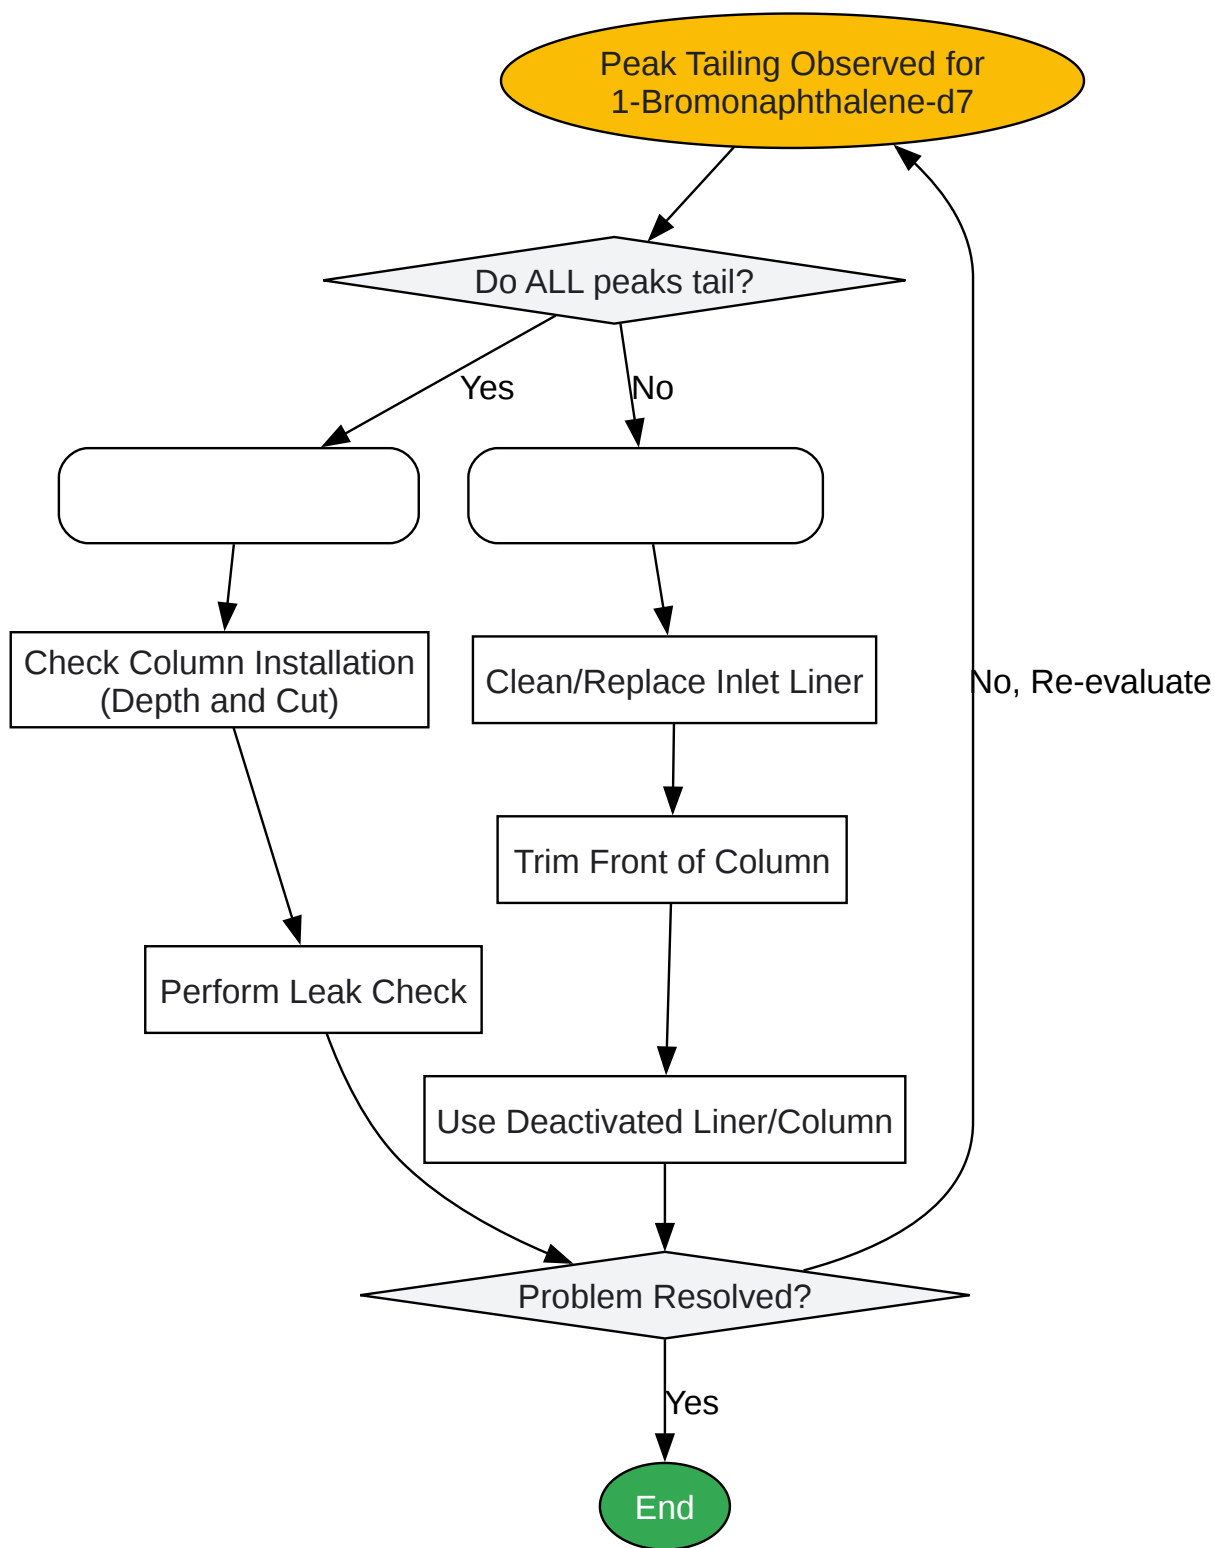 Peak Tailing Observed for
1-Bromonaphthalene-d7
Do ALL peaks tail?
Yes
No
Check Column Installation
(Depth and Cut)
Clean/Replace Inlet Liner
No, Re-evaluate
Trim Front of Column
Perform Leak Check
Use Deactivated Liner/Column
Problem Resolved?
Yes
End